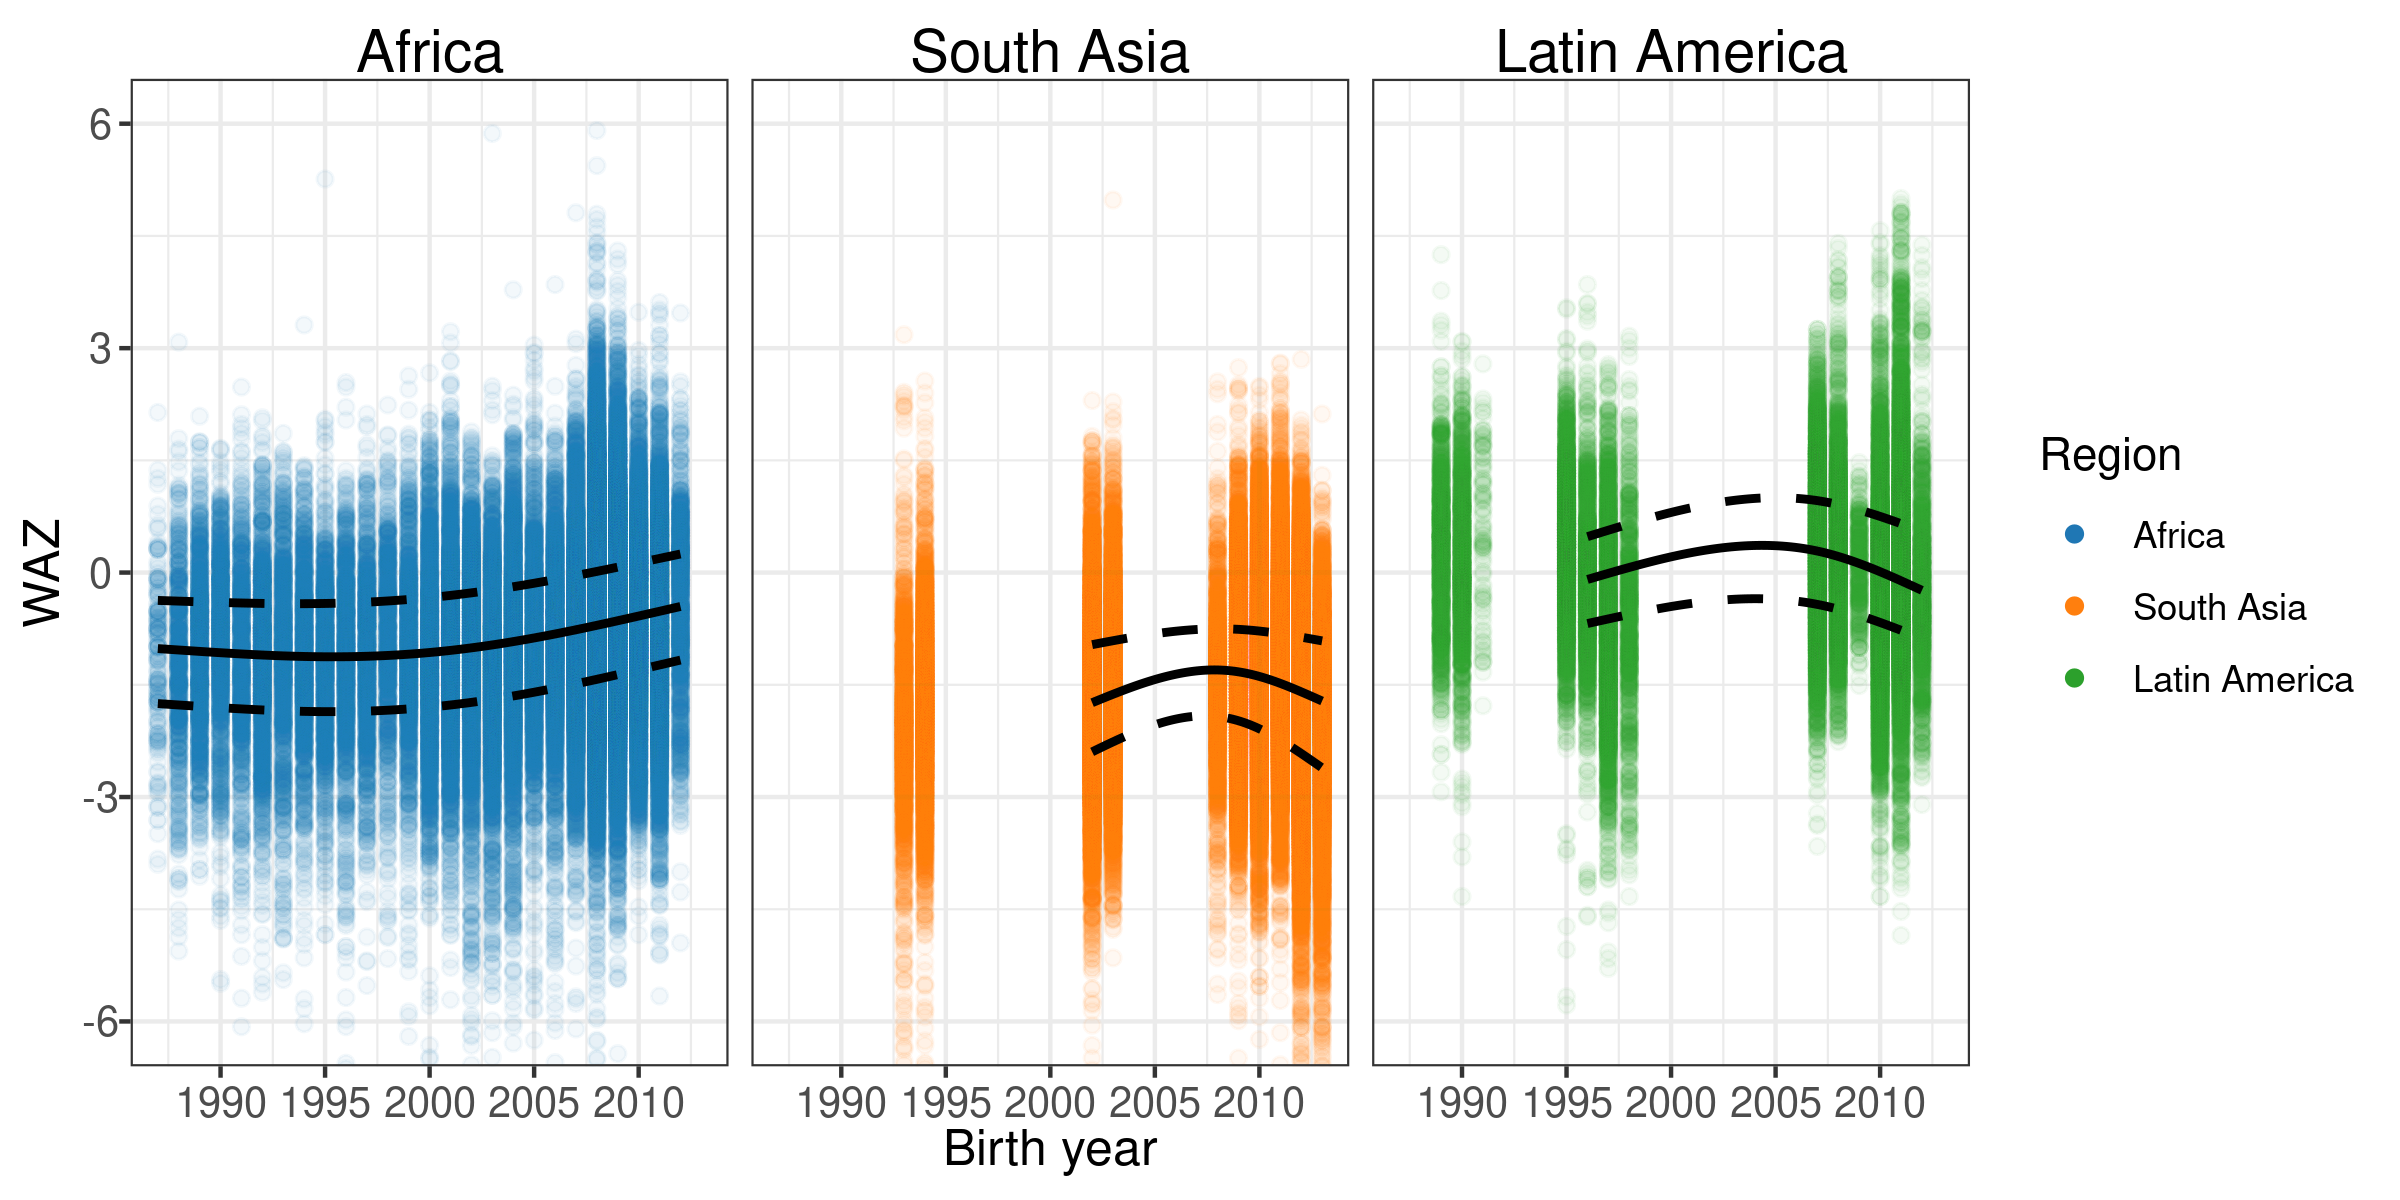 Africa South Asia Latin America
WAZ
6
3
0
-3
-6
1990 1995 2000 2005 2010 1990 1995 2000 2005 2010 1990 1995 2000 2005 2010
Birth year
Region
Africa
South Asia
Latin America